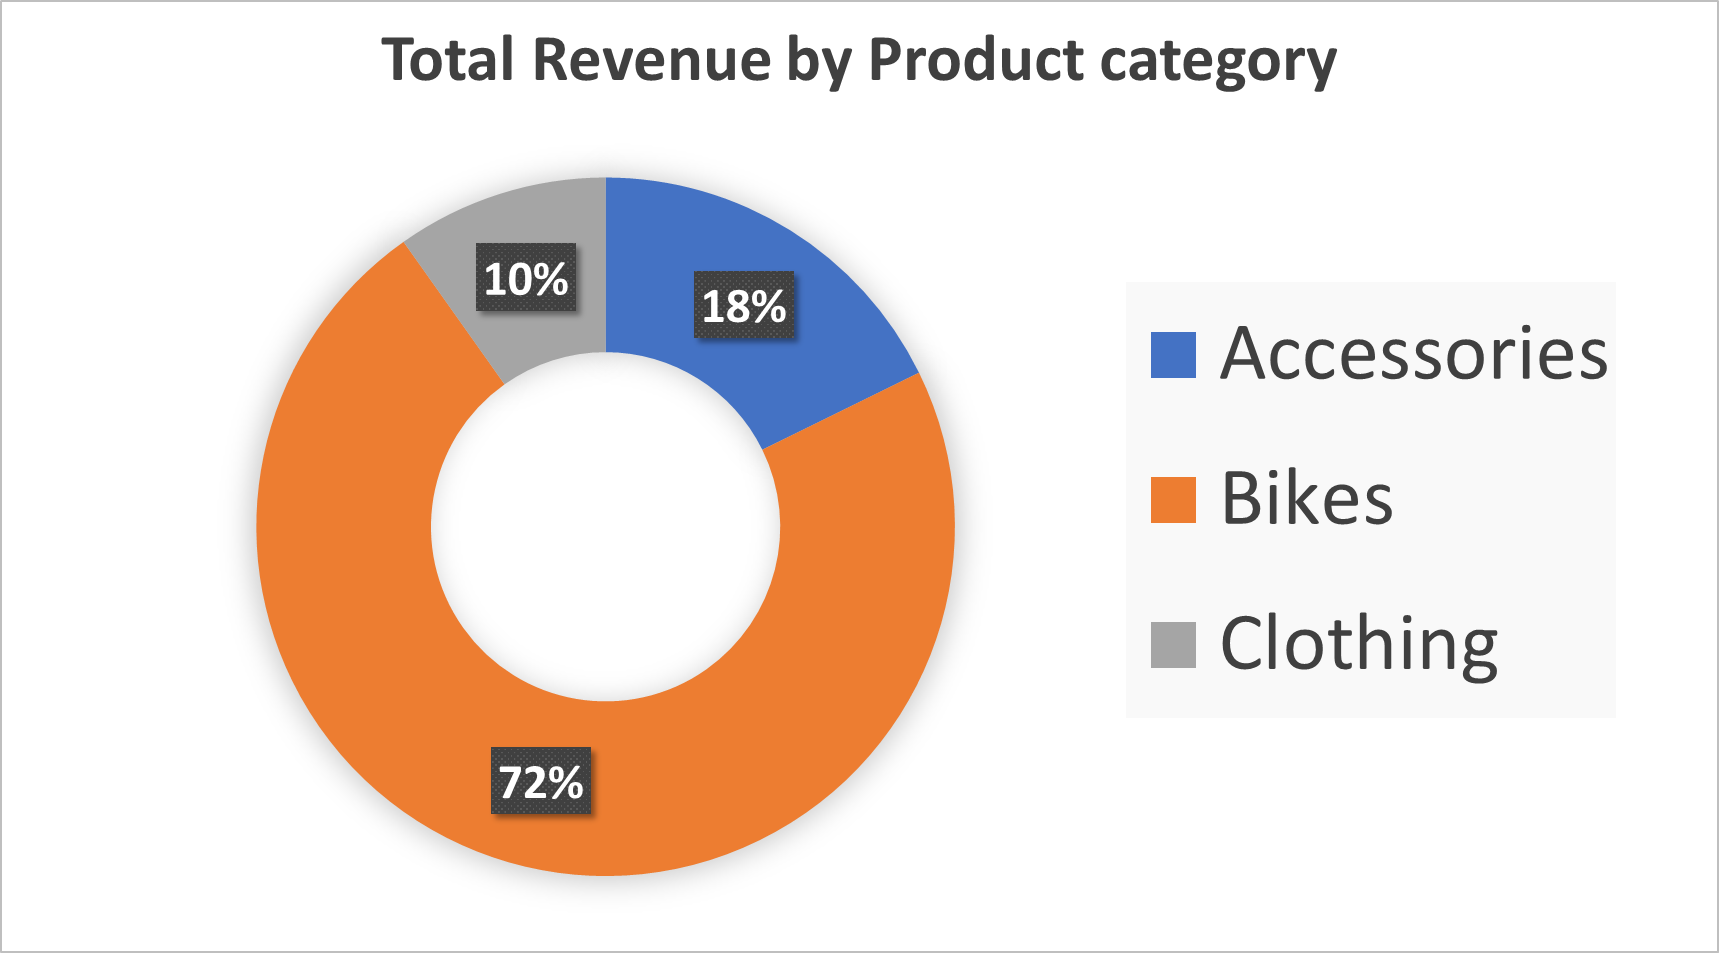 Total Revenue by Product category
10%
18%
72%
Accessories
Bikes
Clothing